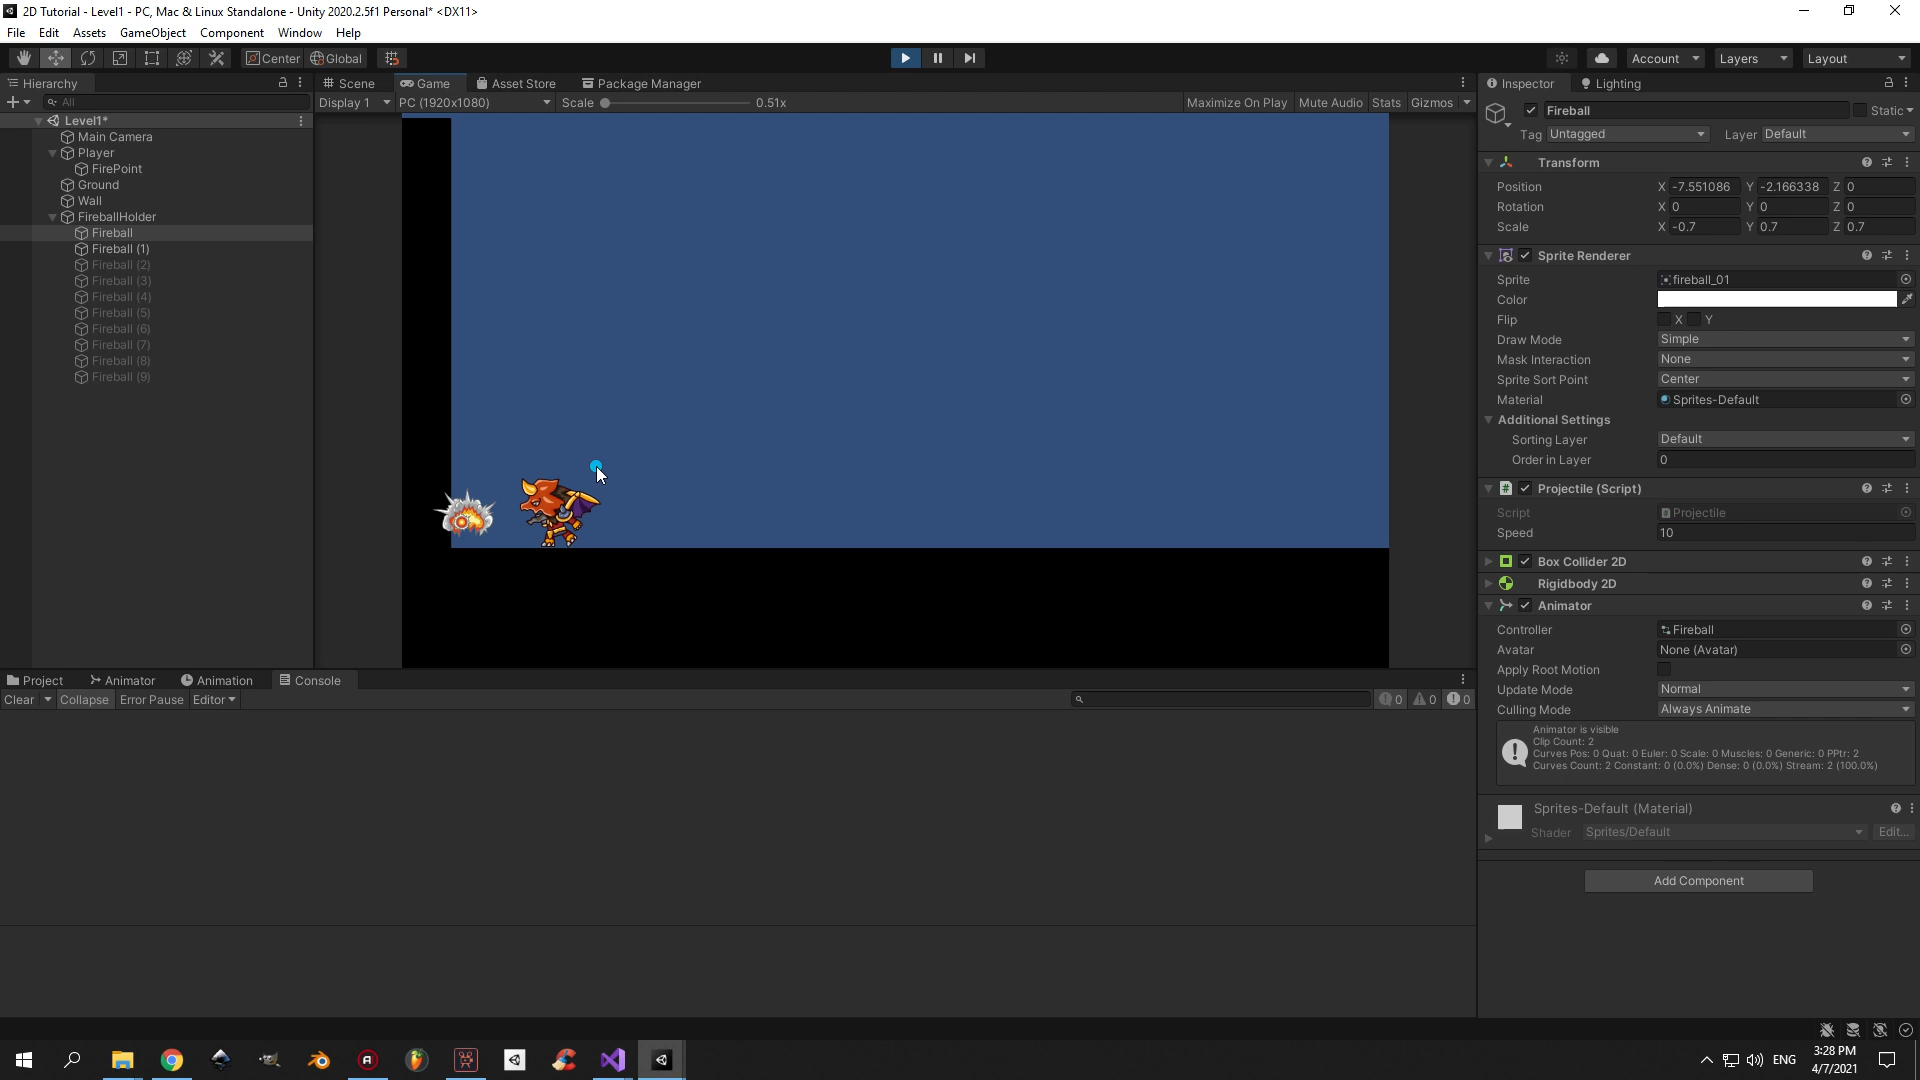 2D Tutorial - Level1 - PC, Mac & Linux Standalone - Unity 2020.2.5f1 Personal* <DX11>
File Edit Assets GameObject Component Window Help
Center Global Account Layers Layout
Hierarchy Scene Game Asset Store Package Manager Inspector Lighting
All Display 1 PC (1920x1080) Scale 0.51x Maximize On Play Mute Audio Stats Gizmos
Level1*
Main Camera
Player
FirePoint
Ground
Wall
FireballHolder
Fireball
Fireball (1)
Fireball (2)
Fireball (3)
Fireball (4)
Fireball (5)
Fireball (6)
Fireball (7)
Fireball (8)
Fireball (9)
Fireball Static
Tag Untagged Layer Default
Transform
Position X -7.551086 Y -2.166338 Z 0
Rotation X 0 Y 0 Z 0
Scale X -0.7 Y 0.7 Z 0.7
Sprite Renderer
Sprite fireball_01
Color
Flip X Y
Draw Mode Simple
Mask Interaction None
Sprite Sort Point Center
Material Sprites-Default
Additional Settings
Sorting Layer Default
Order in Layer 0
Projectile (Script)
Script Projectile
Speed 10
Box Collider 2D
Rigidbody 2D
Animator
Controller Fireball
Avatar None (Avatar)
Apply Root Motion
Update Mode Normal
Culling Mode Always Animate
Animator is visible
Clip Count: 2
Curves Pos: 0 Quat: 0 Euler: 0 Scale: 0 Muscles: 0 Generic: 0 PPtr: 2
Curves Count: 2 Constant: 0 (0.0%) Dense: 0 (0.0%) Stream: 2 (100.0%)
Sprites-Default (Material)
Shader Sprites/Default Edit...
Add Component
Project Animator Animation Console
Clear Collapse Error Pause Editor 0 0 0
ENG 3:28 PM
4/7/2021